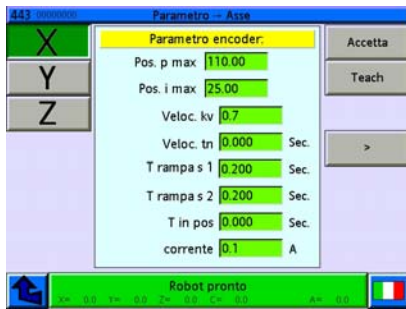 443 00000000 Parametro -- Asse
X
Y
Z
Parametro encoder:
Pos. p max 110.00
Pos. i max 25.00
Veloc. kv 0.7
Veloc. tn 0.000 Sec.
T rampa s 1 0.200 Sec.
T rampa s 2 0.200 Sec.
T in pos 0.000 Sec.
corrente 0.1 A
Accetta
Teach
>
Robot pronto
X= 0.0 Y= 0.0 Z= 0.0 C= 0.0 A= 0.0